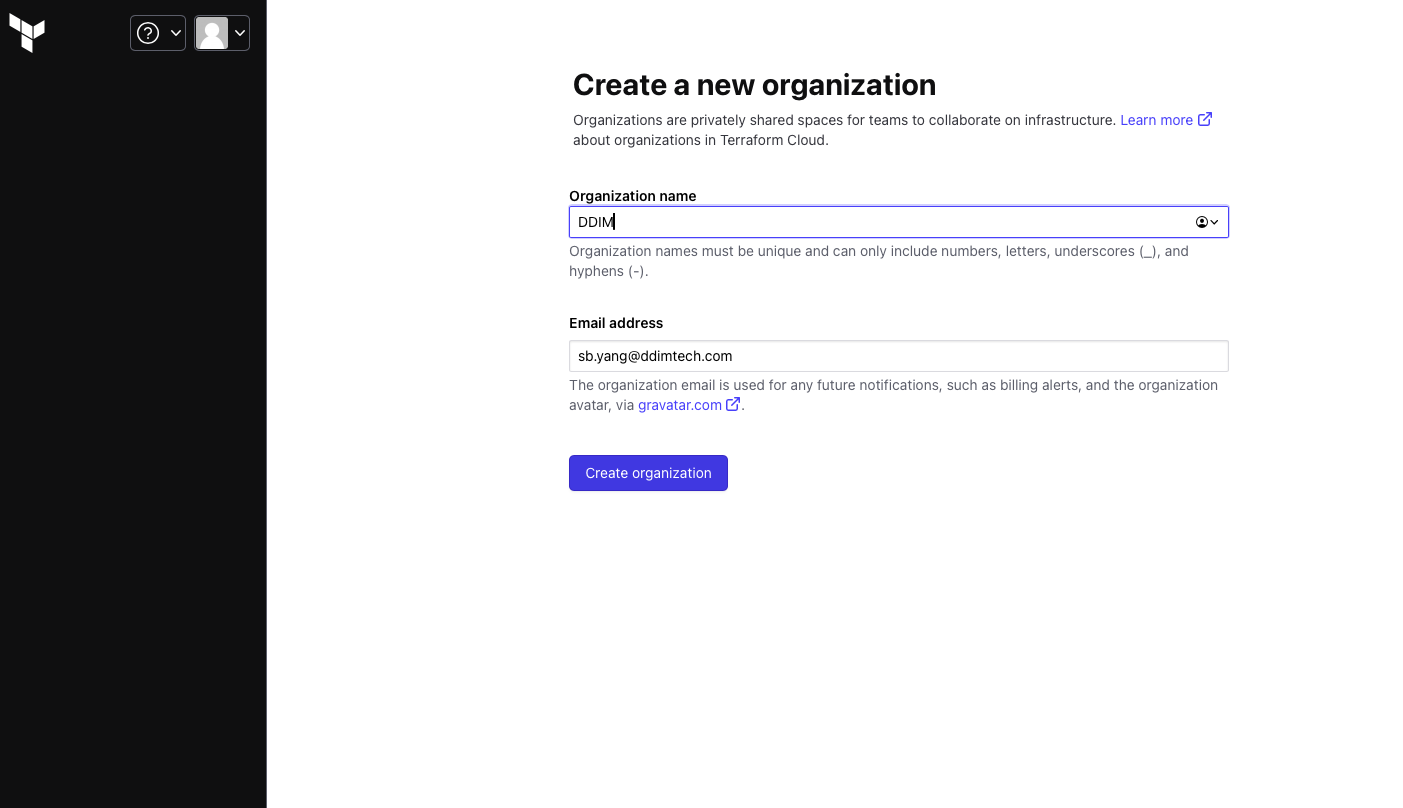 Create a new organization
Organizations are privately shared spaces for teams to collaborate on infrastructure. Learn more
about organizations in Terraform Cloud.
Organization name
DDIM
Organization names must be unique and can only include numbers, letters, underscores (_), and
hyphens (-).
Email address
sb.yang@ddimtech.com
The organization email is used for any future notifications, such as billing alerts, and the organization
avatar, via gravatar.com .
Create organization